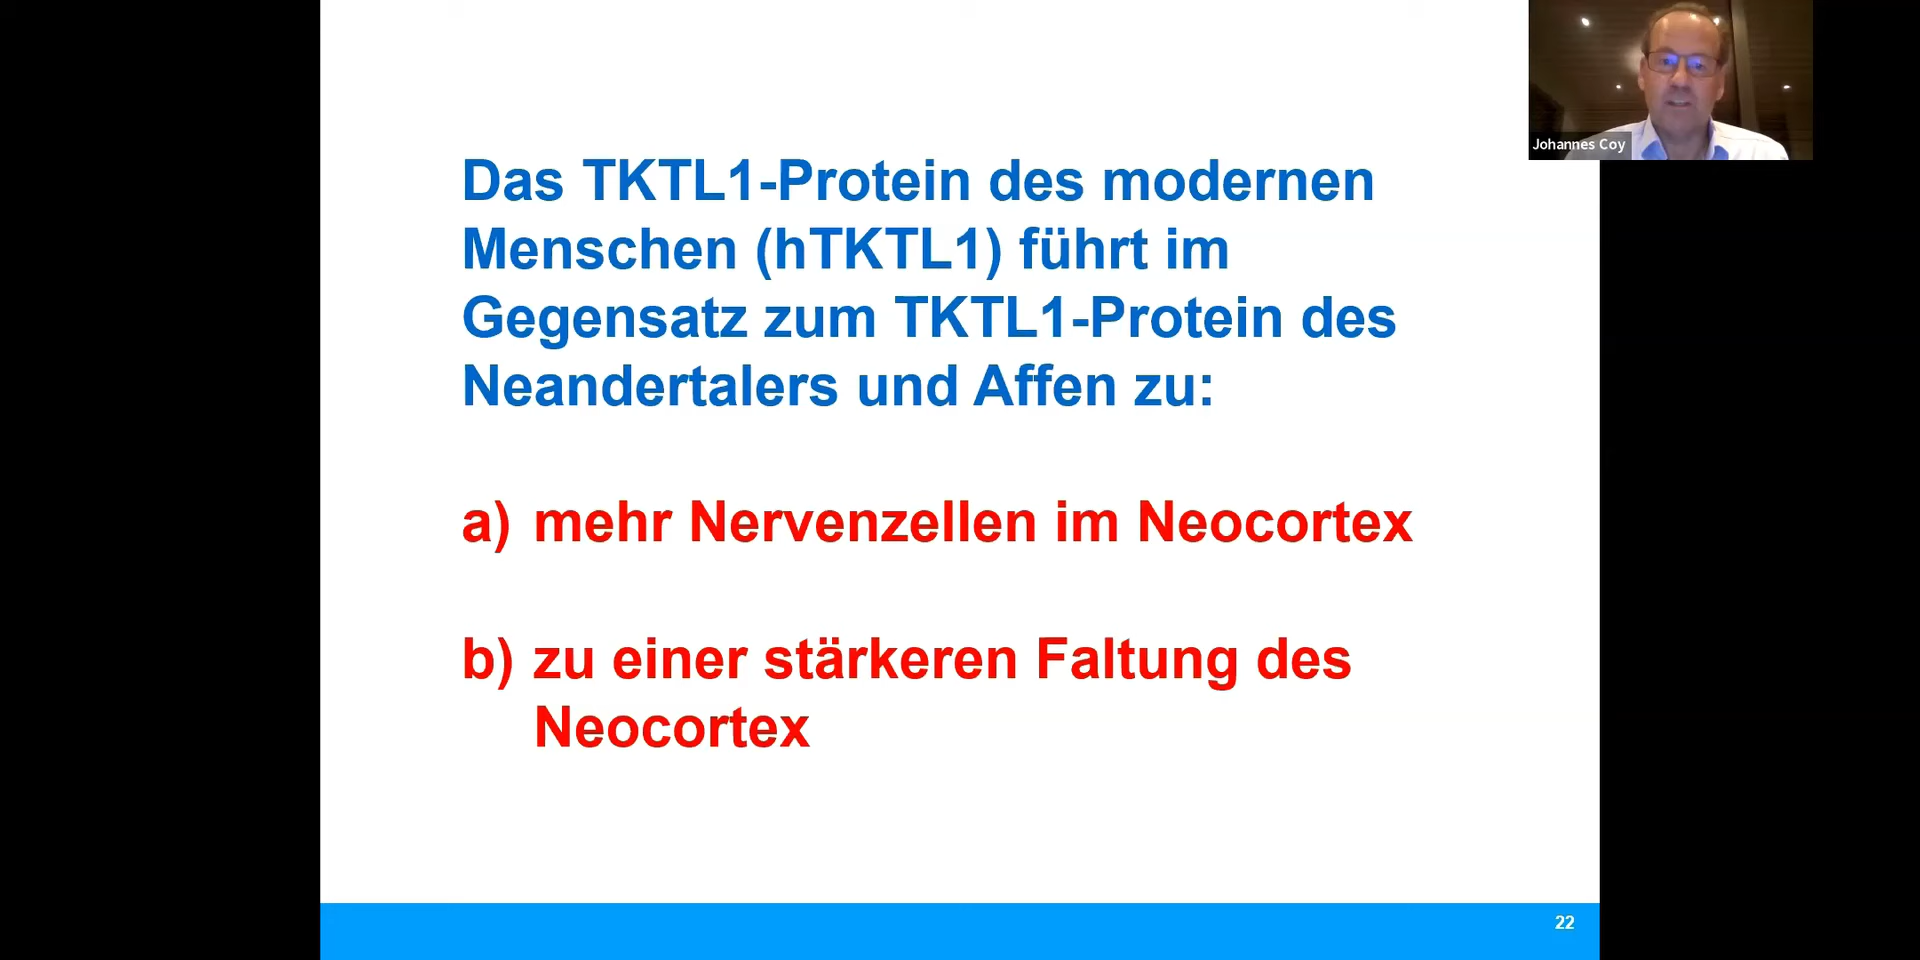 Johannes Coy
Das TKTL1-Protein des modernen
Menschen (hTKTL1) führt im
Gegensatz zum TKTL1-Protein des
Neandertalers und Affen zu:
a) mehr Nervenzellen im Neocortex
b) zu einer stärkeren Faltung des
Neocortex
22